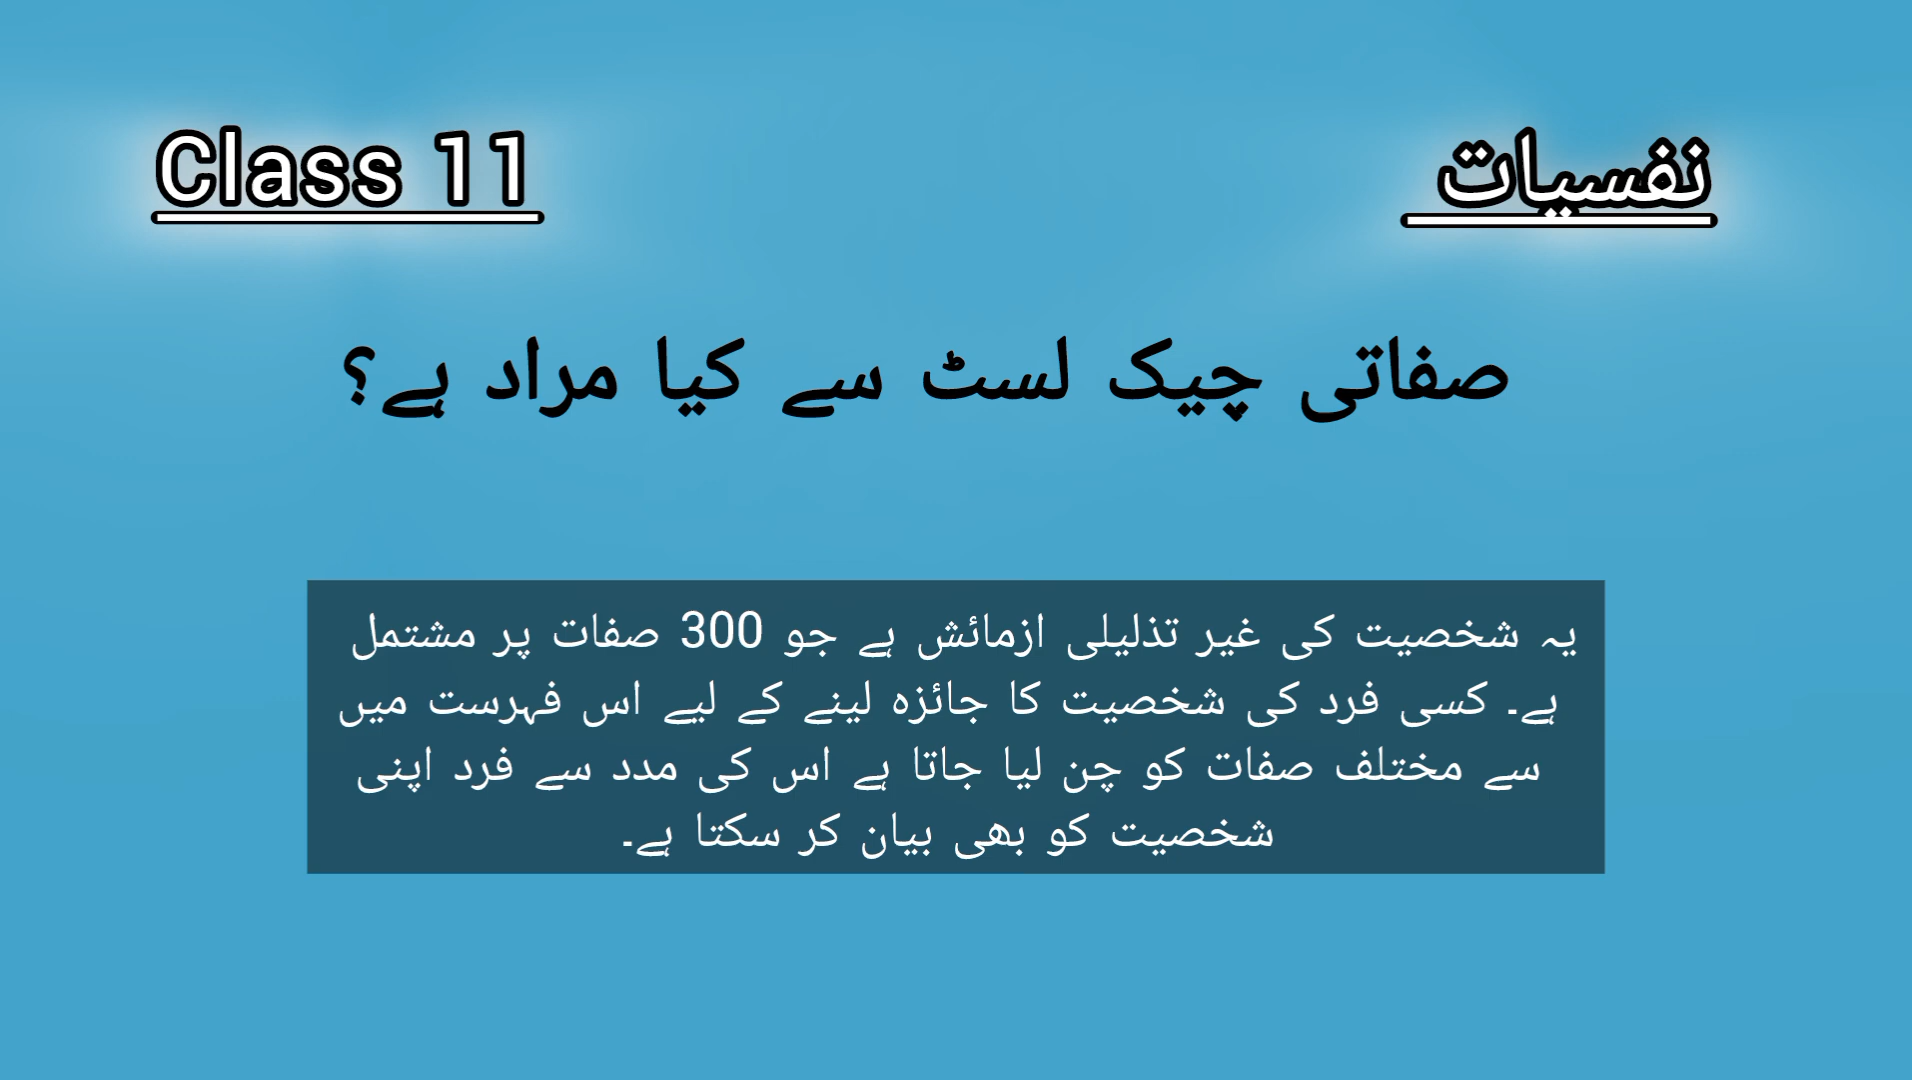 Class 11
نفسیات
صفاتی چیک لسٹ سے کیا مراد ہے؟
یہ شخصیت کی غیر تذلیلی ازمائش ہے جو 300 صفات پر مشتمل
ہے۔ کسی فرد کی شخصیت کا جائزہ لینے کے لیے اس فہرست میں
سے مختلف صفات کو چن لیا جاتا ہے اس کی مدد سے فرد اپنی
شخصیت کو بھی بیان کر سکتا ہے۔